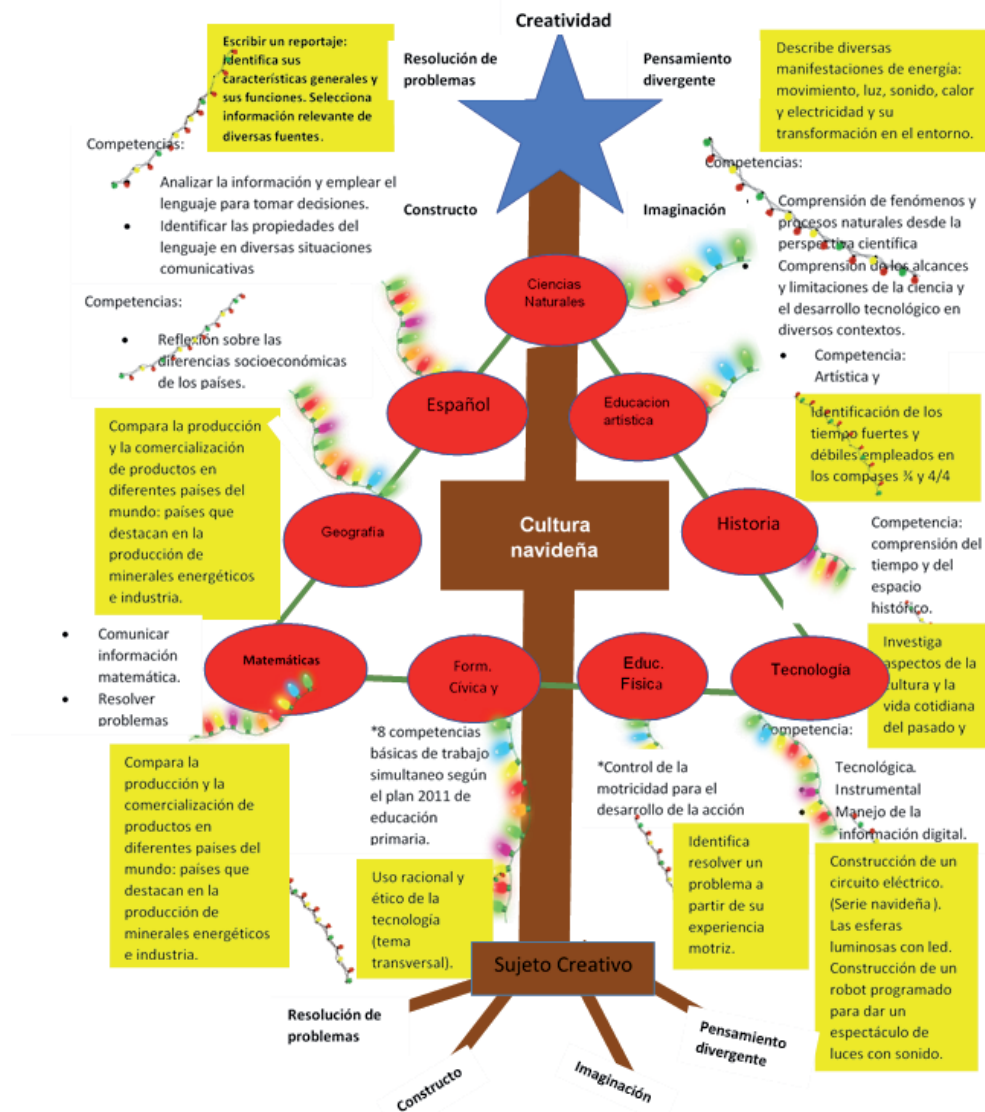 Creatividad
Resolución de
problemas
Pensamiento
divergente
Constructo
Imaginación
Escribir un reportaje:
Identifica sus
características generales y
sus funciones. Selecciona
información relevante de
diversas fuentes.
Competencias:
Analizar la información y emplear el
lenguaje para tomar decisiones.
Identificar las propiedades del
lenguaje en diversas situaciones
comunicativas
Describe diversas
manifestaciones de energía:
movimiento, luz, sonido, calor
y electricidad y su
transformación en el entorno.
Competencias:
Comprensión de fenómenos y
procesos naturales desde la
perspectiva científica
Comprensión de los alcances
y limitaciones de la ciencia y
el desarrollo tecnológico en
diversos contextos.
Competencia:
Artística y
Ciencias
Naturales
Competencias:
Reflexión sobre las
diferencias socioeconómicas
de los países.
Español
Educacion
artistica
Identificación de los
tiempo fuertes y
débiles empleados en
los compases ¾ y 4/4
Compara la producción
y la comercialización
de productos en
diferentes países del
mundo: países que
destacan en la
producción de
minerales energéticos
e industria.
Geografia
Cultura
navideña
Historia
Competencia:
comprensión del
tiempo y del
espacio
histórico.
Comunicar
información
matemática.
Resolver
problemas
Matemáticas
Form.
Cívica y
Educ.
Física
Tecnología
Investiga
aspectos de la
cultura y la
vida cotidiana
del pasado y
Compara la
producción y la
comercialización de
productos en
diferentes paises del
mundo: países que
destacan en la
producción de
minerales energéticos
e industria.
*8 competencias
básicas de trabajo
simultaneo según
el plan 2011 de
educación
primaria.
*Control de la
motricidad para el
desarrollo de la acción
Competencia:
Tecnológica.
Instrumental
Manejo de la
información digital.
Uso racional y
ético de la
tecnología
(tema
transversal).
Identifica
resolver un
problema a
partir de su
experiencia
motriz.
Construcción de un
circuito eléctrico.
(Serie navideña).
Las esferas
luminosas con led.
Construcción de un
robot programado
para dar un
espectáculo de
luces con sonido.
Sujeto Creativo
Resolución de
problemas
Constructo
Imaginación
Pensamiento
divergente